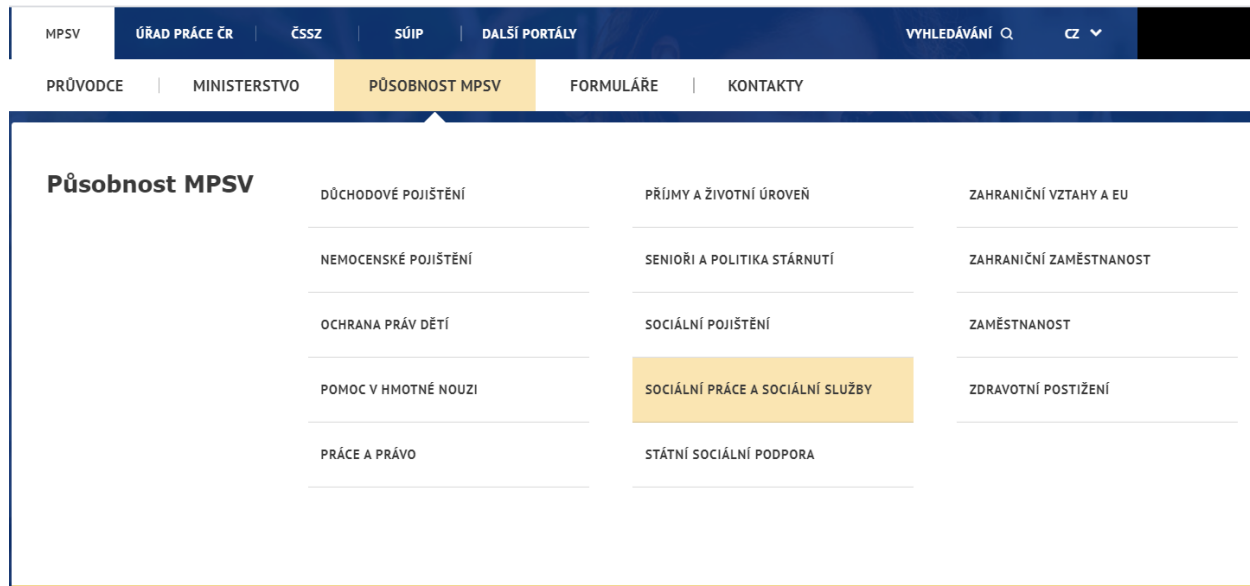 MPSV ÚŘAD PRÁCE ČR ČSSZ SÚIP DALŠÍ PORTÁLY VYHLEDÁVÁNÍ CZ
PRŮVODCE MINISTERSTVO PŮSOBNOST MPSV FORMULÁŘE KONTAKTY
Působnost MPSV
DŮCHODOVÉ POJIŠTĚNÍ PŘÍJMY A ŽIVOTNÍ ÚROVEŇ ZAHRANIČNÍ VZTAHY A EU
NEMOCENSKÉ POJIŠTĚNÍ SENIOŘI A POLITIKA STÁRNUTÍ ZAHRANIČNÍ ZAMĚSTNANOST
OCHRANA PRÁV DĚTÍ SOCIÁLNÍ POJIŠTĚNÍ ZAMĚSTNANOST
POMOC V HMOTNÉ NOUZI SOCIÁLNÍ PRÁCE A SOCIÁLNÍ SLUŽBY ZDRAVOTNÍ POSTIŽENÍ
PRÁCE A PRÁVO STÁTNÍ SOCIÁLNÍ PODPORA